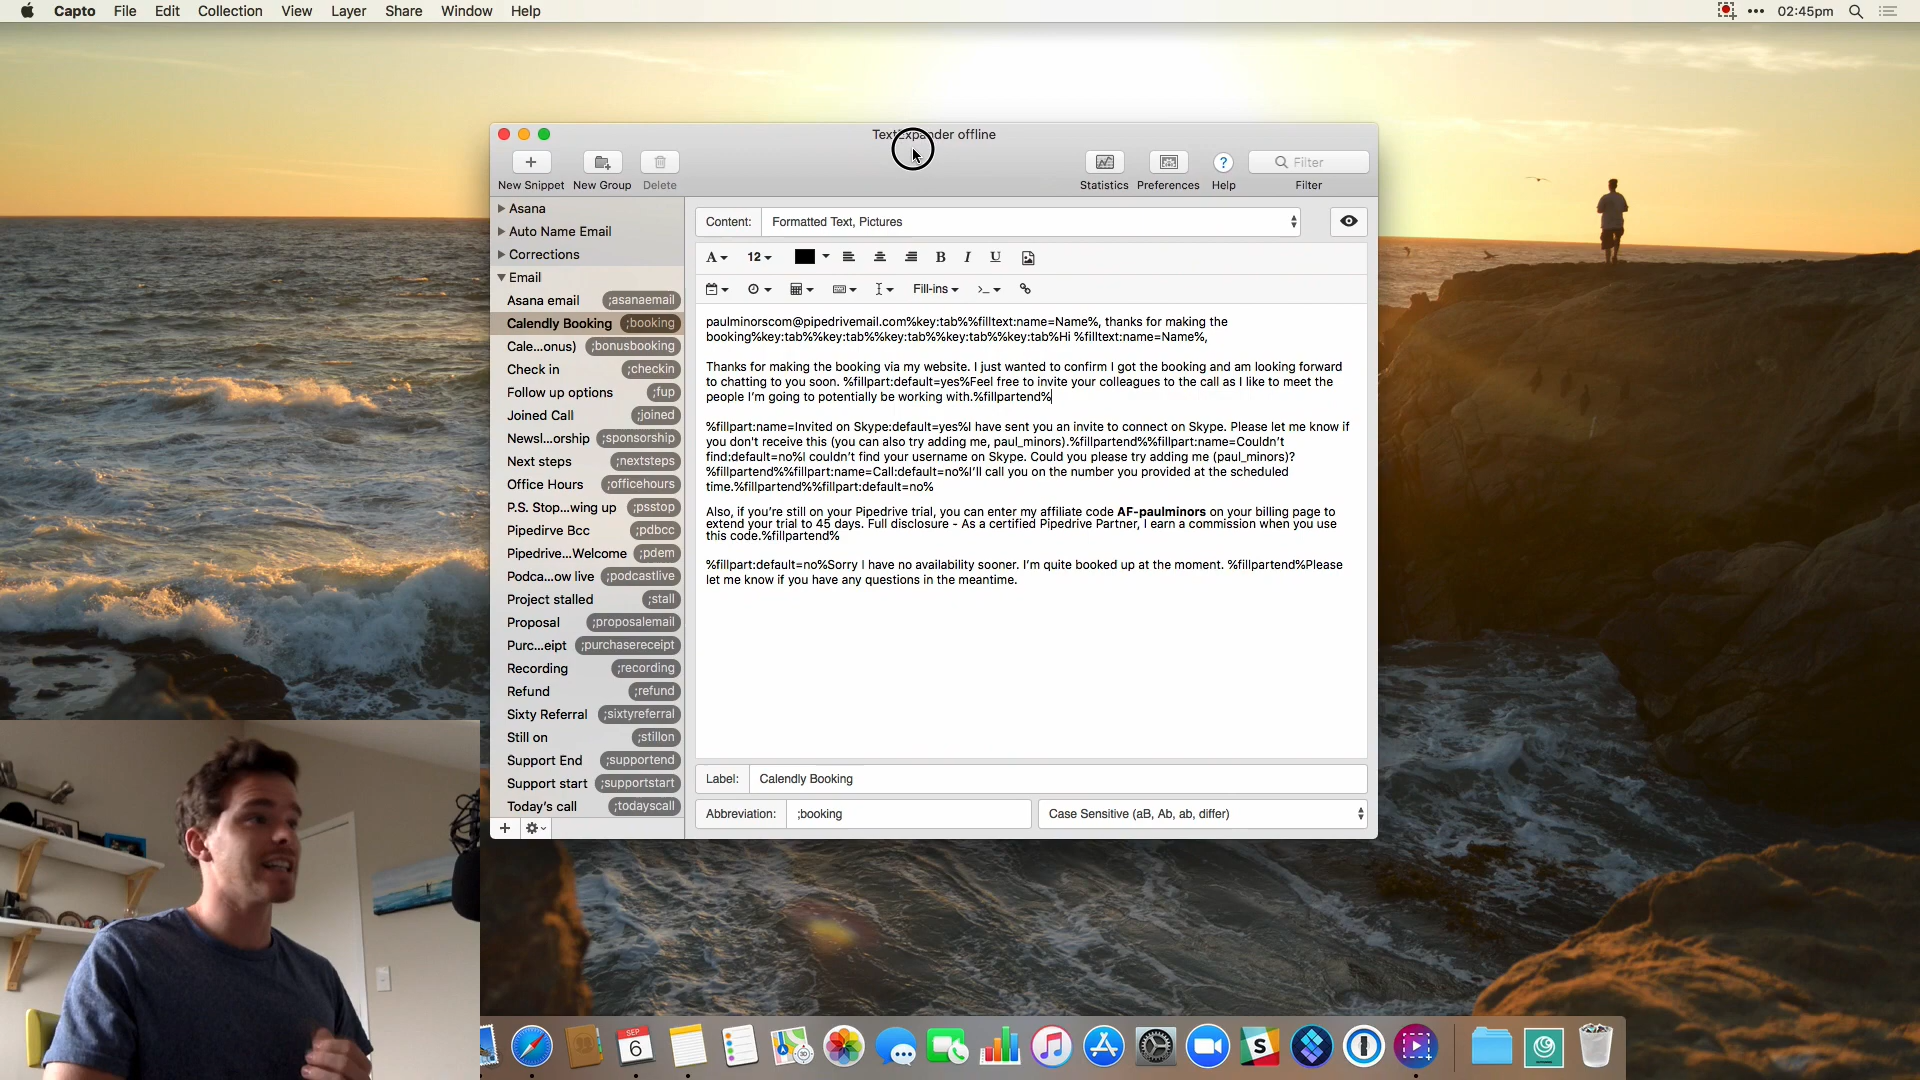 Capto File Edit Collection View Layer Share Window Help
02:45pm
TextExpander offline
New Snippet New Group Delete
Statistics Preferences Help
Filter
Filter
Asana
Auto Name Email
Corrections
Email
Asana email ;asanaemail
Calendly Booking ;booking
Cale...onus) ;bonusbooking
Check in ;checkin
Follow up options ;fup
Joined Call ;joined
Newsl...orship ;sponsorship
Next steps ;nextsteps
Office Hours ;officehours
P.S. Stop...wing up ;psstop
Pipedirve Bcc ;pdbcc
Pipedrive...Welcome ;pdem
Podca...ow live ;podcastlive
Project stalled ;stall
Proposal ;proposalemail
Purc...eipt ;purchasereceipt
Recording ;recording
Refund ;refund
Sixty Referral ;sixtyreferral
Still on ;stillon
Support End ;supportend
Support start ;supportstart
Today's call ;todayscall
Content: Formatted Text, Pictures
A 12 B I U
Fill-ins
paulminorscom@pipedrivemail.com%key:tab%%filltext:name=Name%, thanks for making the
booking%key:tab%%key:tab%%key:tab%%key:tab%%key:tab%Hi %filltext:name=Name%,
Thanks for making the booking via my website. I just wanted to confirm I got the booking and am looking forward
to chatting to you soon. %fillpart:default=yes%Feel free to invite your colleagues to the call as I like to meet the
people I'm going to potentially be working with.%fillpartend%
%fillpart:name=Invited on Skype:default=yes%I have sent you an invite to connect on Skype. Please let me know if
you don't receive this (you can also try adding me, paul_minors).%fillpartend%%fillpart:name=Couldn't
find:default=no%I couldn't find your username on Skype. Could you please try adding me (paul_minors)?
%fillpartend%%fillpart:name=Call:default=no%I'll call you on the number you provided at the scheduled
time.%fillpartend%%fillpart:default=no%
Also, if you're still on your Pipedrive trial, you can enter my affiliate code AF-paulminors on your billing page to
extend your trial to 45 days. Full disclosure - As a certified Pipedrive Partner, I earn a commission when you use
this code.%fillpartend%
%fillpart:default=no%Sorry I have no availability sooner. I'm quite booked up at the moment. %fillpartend%Please
let me know if you have any questions in the meantime.
Label: Calendly Booking
Abbreviation: ;booking
Case Sensitive (aB, Ab, ab, differ)
SEP
6
3D
S